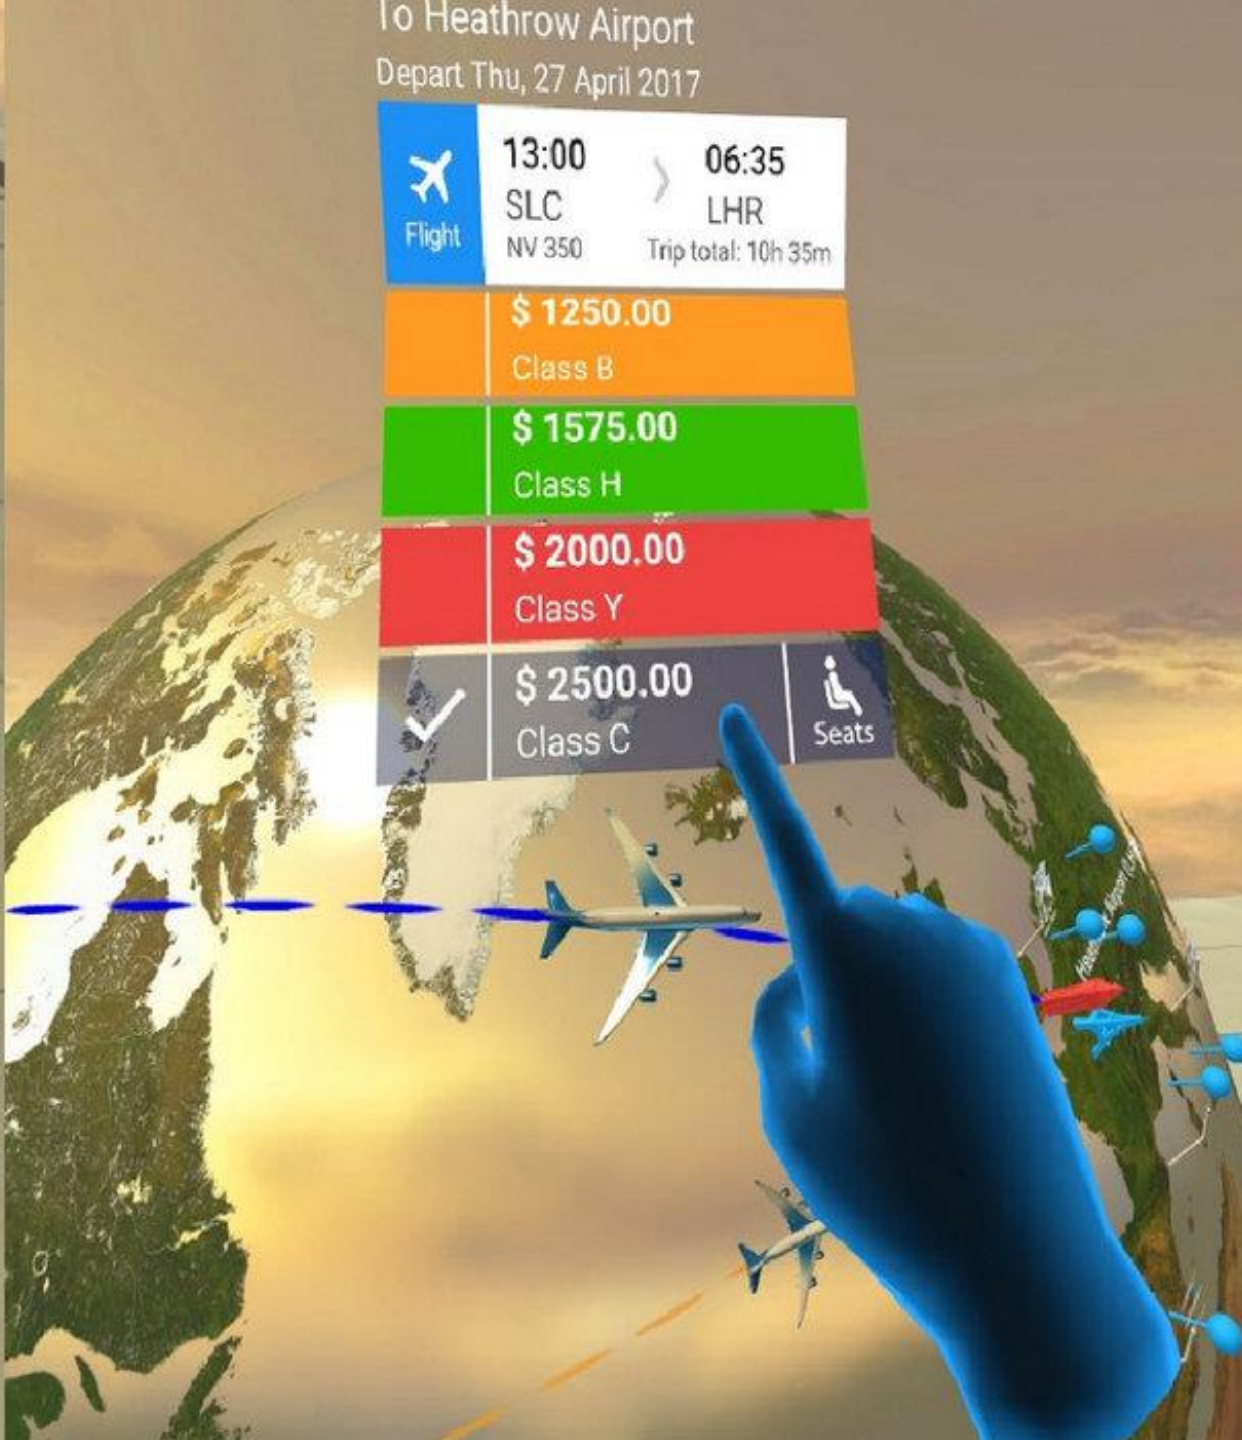 To Heathrow Airport
Depart Thu, 27 April 2017
13:00
06:35
SLC
LHR
Flight
NV 350
Trip total: 10h 35m
$ 1250.00
Class B
$ 1575.00
Class H
$ 2000.00
Class Y
$ 2500.00
Class C
Seats